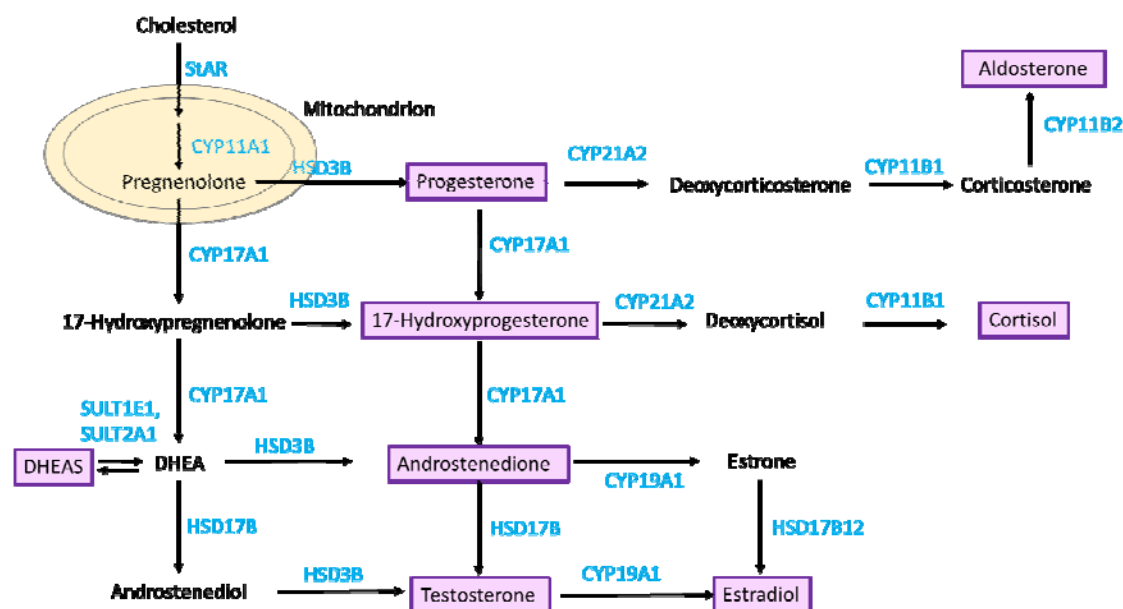 Cholesterol
StAR
Aldosterone
Mitochondrion
CYP11B2
CYP11A1
HSD3B
CYP21A2
CYP11B1
Pregnenolone
Progesterone
Deoxycorticosterone
Corticosterone
CYP17A1
CYP17A1
HSD3B
CYP21A2
CYP11B1
17-Hydroxypregnenolone
17-Hydroxyprogesterone
Deoxycortisol
Cortisol
CYP17A1
CYP17A1
SULT1E1,
SULT2A1
HSD3B
DHEAS
DHEA
Androstenedione
Estrone
CYP19A1
HSD17B
HSD17B
HSD17B12
HSD3B
CYP19A1
Androstenediol
Testosterone
Estradiol